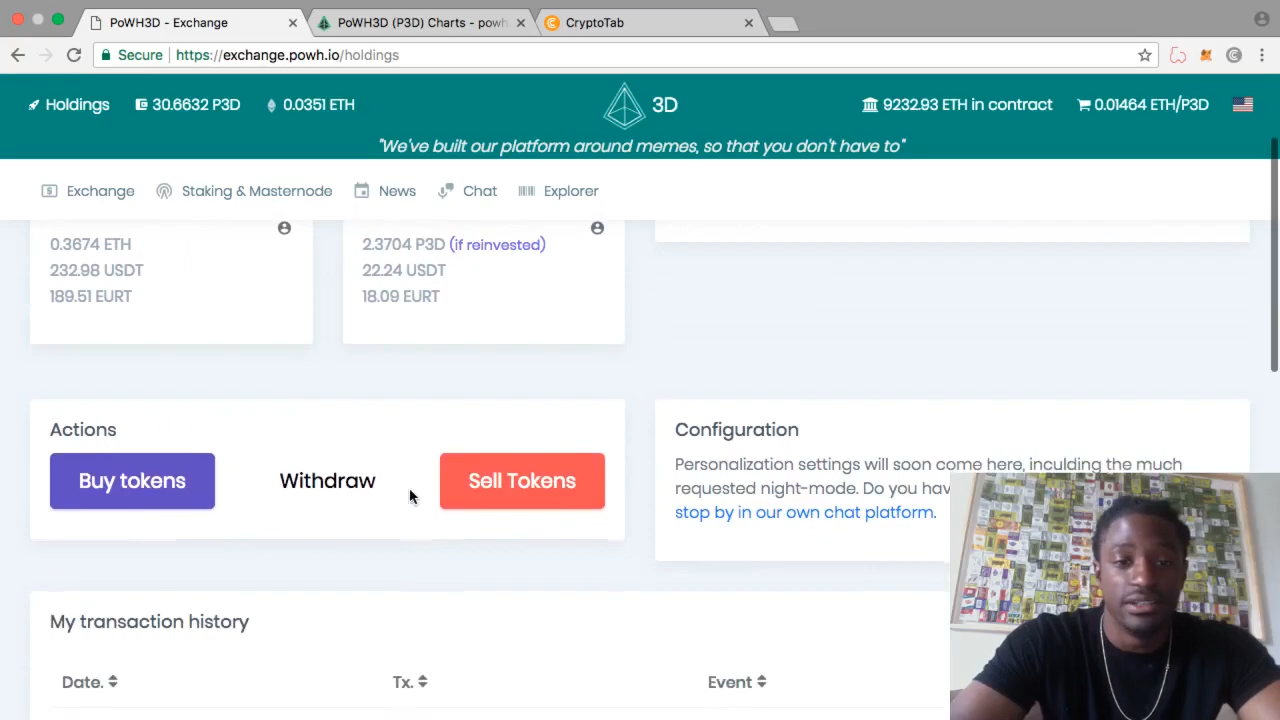 PoWH3D - Exchange
PoWH3D (P3D) Charts - powh
CryptoTab
Secure https://exchange.powh.io/holdings
Holdings 30.6632 P3D 0.0351 ETH 3D 9232.93 ETH in contract 0.01464 ETH/P3D
"We've built our platform around memes, so that you don't have to"
Exchange Staking & Masternode News Chat Explorer
0.3674 ETH
232.98 USDT
189.51 EURT
2.3704 P3D (if reinvested)
22.24 USDT
18.09 EURT
Actions
Buy tokens Withdraw Sell Tokens
Configuration
Personalization settings will soon come here, inculding the much
requested night-mode. Do you hav
stop by in our own chat platform.
My transaction history
Date. Tx. Event